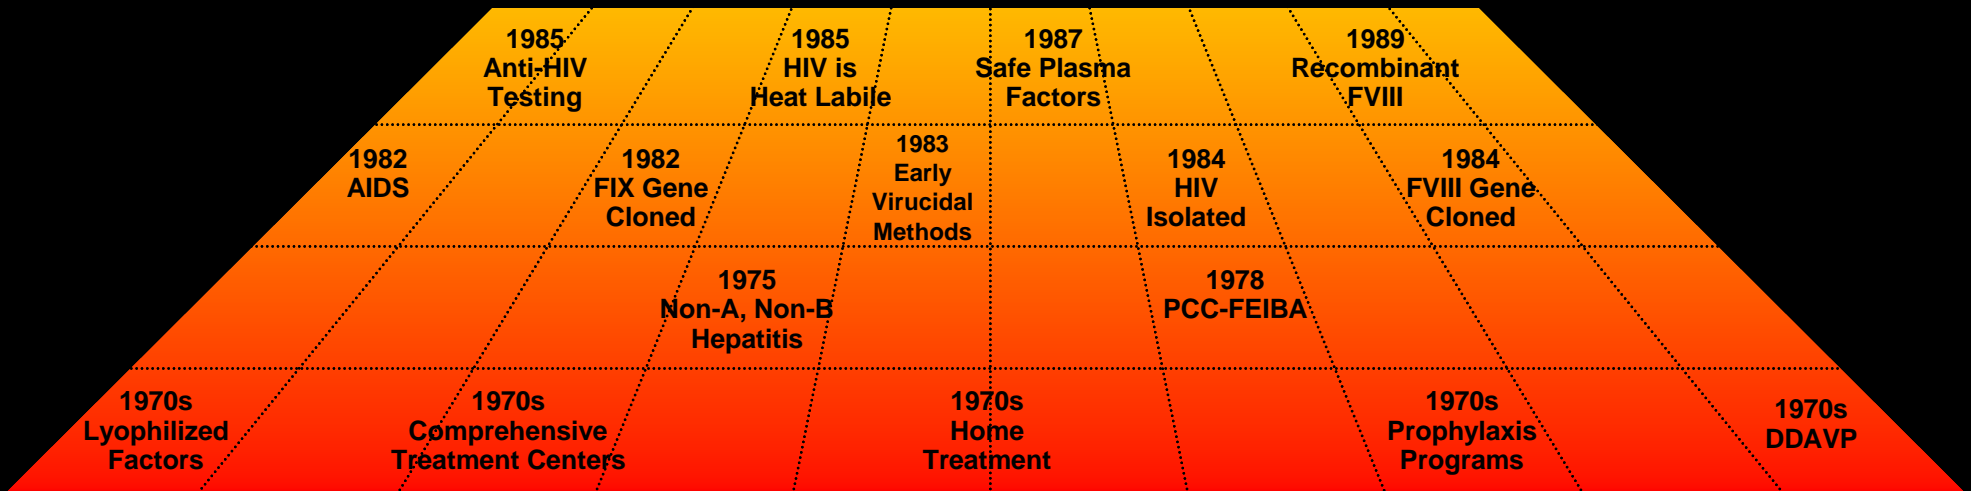 1985
Anti-HIV
Testing
1985
HIV is
Heat Labile
1987
Safe Plasma
Factors
1989
Recombinant
FVIII
1982
AIDS
1982
FIX Gene
Cloned
1983
Early
Virucidal
Methods
1984
HIV
Isolated
1984
FVIII Gene
Cloned
1975
Non-A, Non-B
Hepatitis
1978
PCC-FEIBA
1970s
Lyophilized
Factors
1970s
Comprehensive
Treatment Centers
1970s
Home
Treatment
1970s
Prophylaxis
Programs
1970s
DDAVP